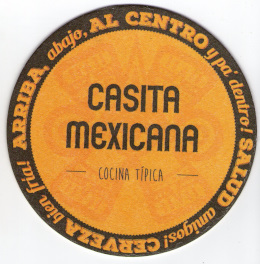 ARRIBA, abajo, AL CENTRO y pa' dentro! SALUD amigos! CERVEZA bien fría!
CASITA
MEXICANA
COCINA TÍPICA